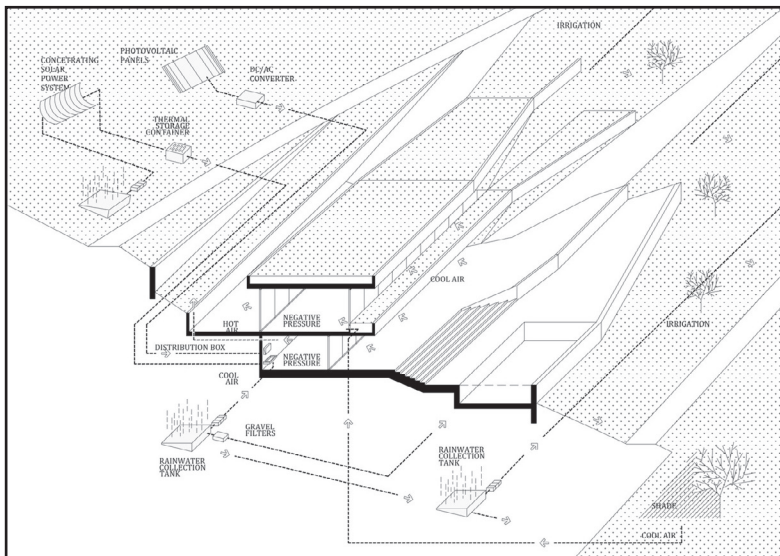 IRRIGATION
PHOTOVOLTAIC
PANELS
CONCETRATING
SOLAR
POWER
SYSTEM
DC/AC
CONVERTER
THERMAL
STORAGE
CONTAINER
COOL AIR
HOT
AIR
NEGATIVE
PRESSURE
IRRIGATION
DISTRIBUTION BOX
NEGATIVE
PRESSURE
COOL
AIR
GRAVEL
FILTERS
RAINWATER
COLLECTION
TANK
RAINWATER
COLLECTION
TANK
SHADE
COOL AIR